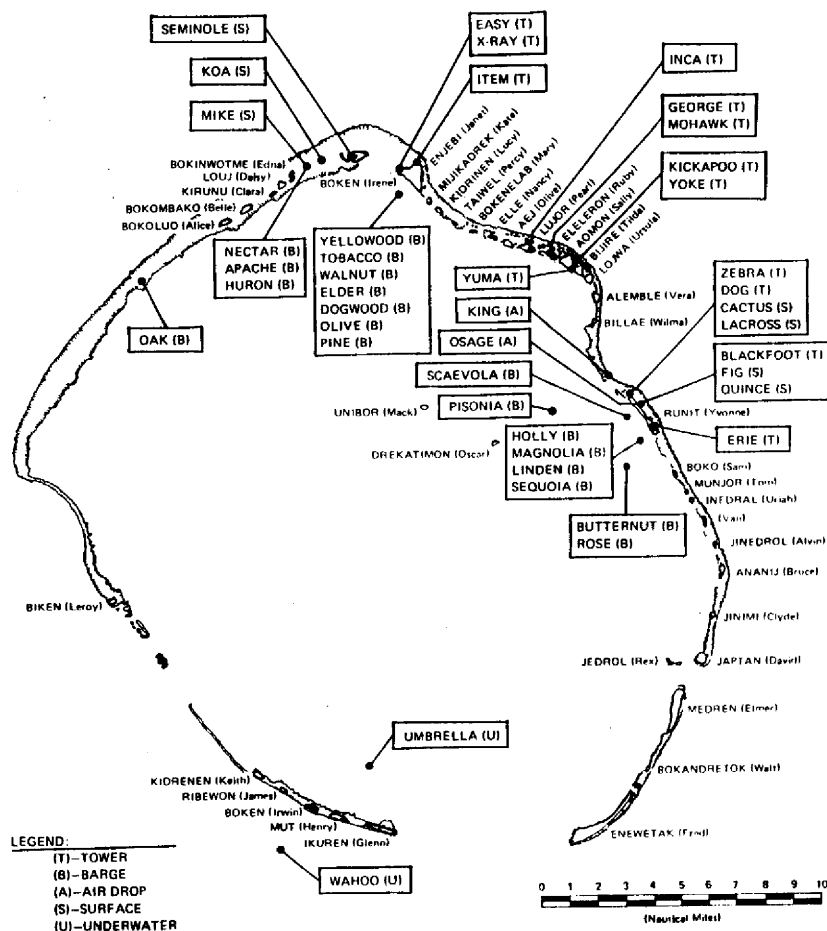 SEMINOLE (S)
KOA (S)
MIKE (S)
EASY (T)
X-RAY (T)
ITEM (T)
INCA (T)
GEORGE (T)
MOHAWK (T)
KICKAPOO (T)
YOKE (T)
BOKINWOTME (Edna)
LOUJ (Daisy)
KIRUNU (Clara)
BOKOMBAKO (Belle)
BOKOLUO (Alice)
BOKEN (Irene)
ENJEBI (Janet)
MIJIKADREK (Kate)
KIDRINEN (Lucy)
TAIWEL (Percy)
BOKENELAB (Mary)
ELLE (Nancy)
AEJ (Olive)
LUJOR (Pearl)
ELELERON (Ruby)
AOMON (Sally)
BIJIRE (Tilda)
LOJWA (Ursula)
ALEMBLE (Vera)
BILLAE (Wilma)
NECTAR (B)
APACHE (B)
HURON (B)
YELLOWOOD (B)
TOBACCO (B)
WALNUT (B)
ELDER (B)
DOGWOOD (B)
OLIVE (B)
PINE (B)
OAK (B)
YUMA (T)
KING (A)
OSAGE (A)
SCAEVOLA (B)
PISONIA (B)
ZEBRA (T)
DOG (T)
CACTUS (S)
LACROSS (S)
BLACKFOOT (T)
FIG (S)
QUINCE (S)
UNIBOR (Mack)
DREKATIMON (Oscar)
RUNIT (Yvonne)
ERIE (T)
HOLLY (B)
MAGNOLIA (B)
LINDEN (B)
SEQUOIA (B)
BUTTERNUT (B)
ROSE (B)
BOKO (Sam)
MUNJOR (Tom)
INEDRAL (Uriah)
(Van)
JINEDROL (Alvin)
ANANIJ (Bruce)
JINIMI (Clyde)
JEDROL (Rex)
JAPTAN (David)
BIKEN (Leroy)
MEDREN (Elmer)
BOKANDRETOK (Walt)
ENEWETAK (Fred)
UMBRELLA (U)
KIDRENEN (Keith)
RIBEWON (James)
BOKEN (Irwin)
MUT (Henry)
IKUREN (Glenn)
WAHOO (U)
LEGEND:
(T)–TOWER
(B)–BARGE
(A)–AIR DROP
(S)–SURFACE
(U)–UNDERWATER
0 1 2 3 4 5 6 7 8 9 10
(Nautical Miles)